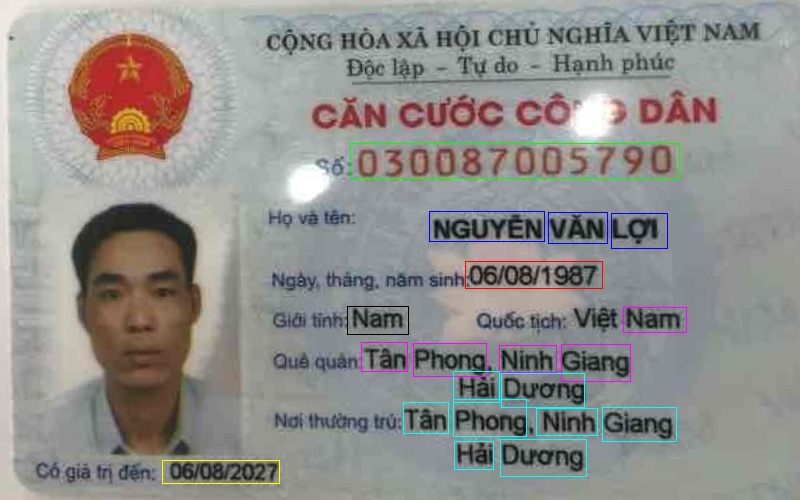 CỘNG HÒA XÃ HỘI CHỦ NGHĨA VIỆT NAM
Độc lập - Tự do - Hạnh phúc
CĂN CƯỚC CÔNG DÂN
Số: 030087005790
Họ và tên: NGUYỄN VĂN LỢI
Ngày, tháng, năm sinh: 06/08/1987
Giới tính: Nam Quốc tịch: Việt Nam
Quê quán: Tân Phong, Ninh Giang
Hải Dương
Nơi thường trú: Tân Phong, Ninh Giang
Hải Dương
Có giá trị đến: 06/08/2027